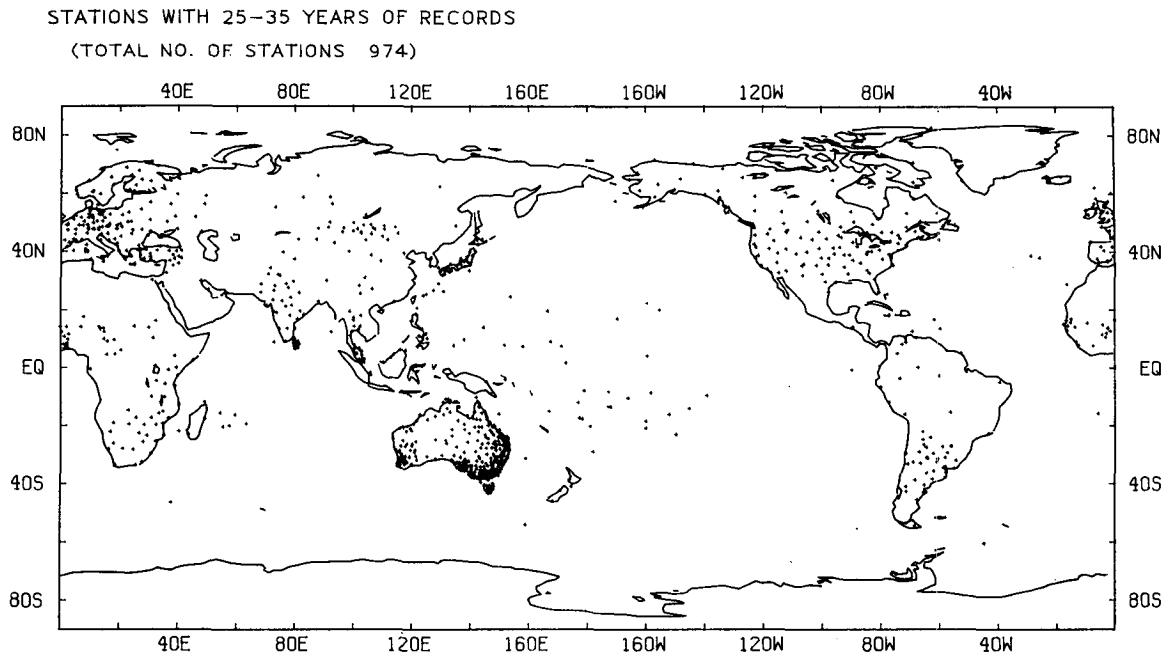 STATIONS WITH 25-35 YEARS OF RECORDS
(TOTAL NO. OF STATIONS 974)
40E 80E 120E 160E 160W 120W 80W 40W
80N 80N
40N 40N
EQ EQ
40S 40S
80S 80S
40E 80E 120E 160E 160W 120W 80W 40W